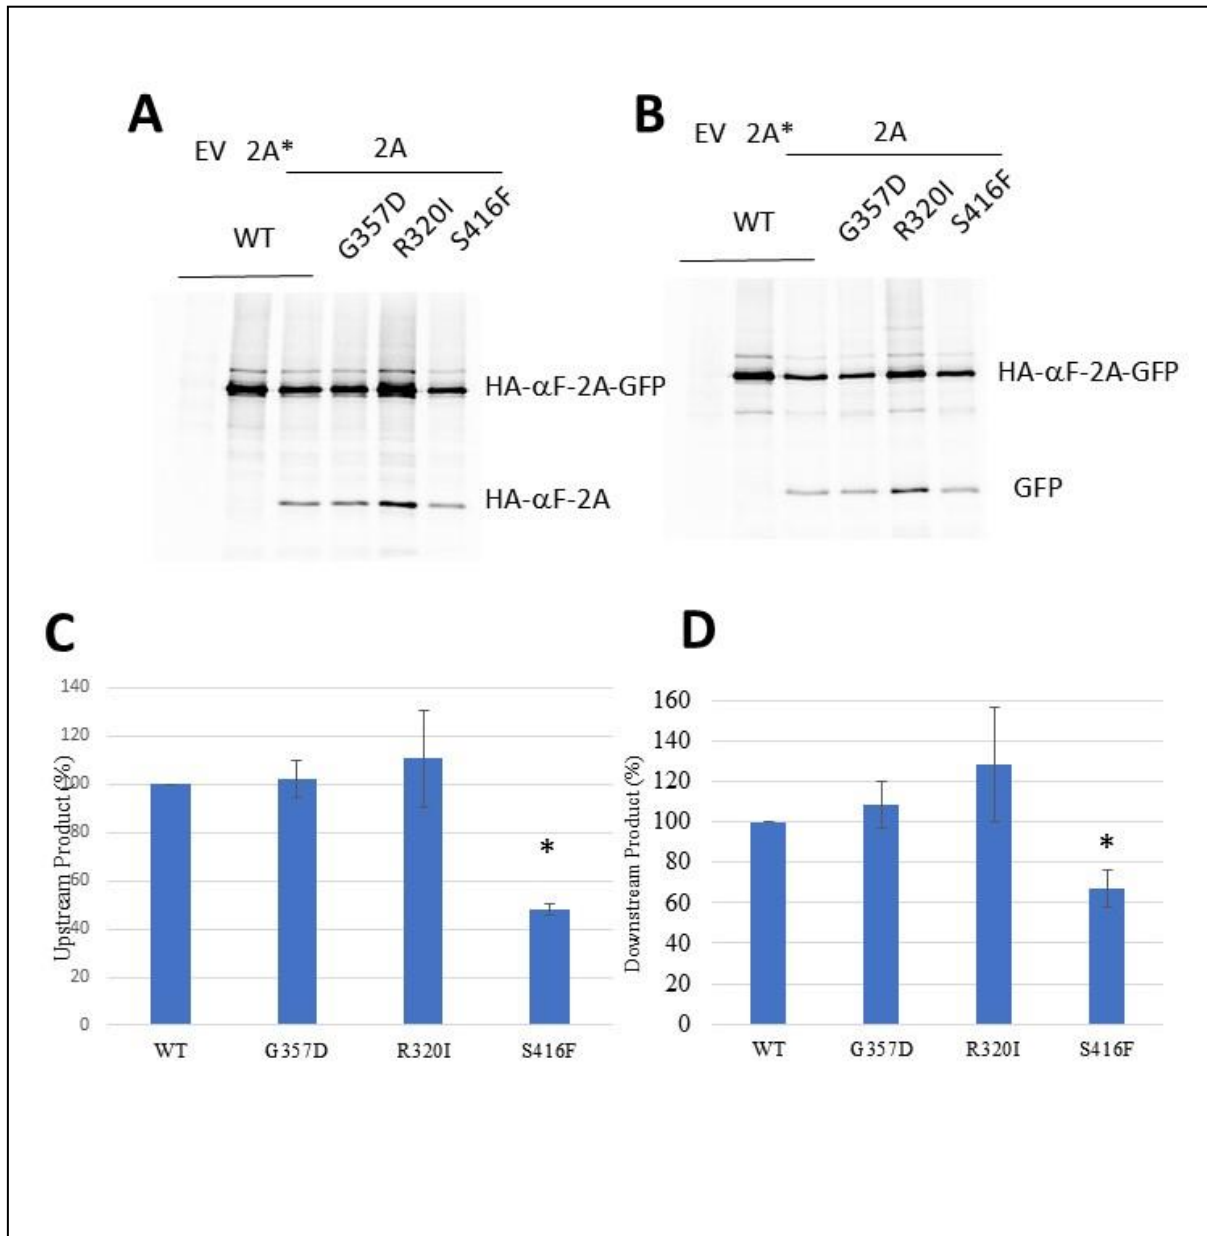 A
EV 2A* 2A
WT G357D R320I S416F
HA-αF-2A-GFP
HA-αF-2A
B
EV 2A* 2A
WT G357D R320I S416F
HA-αF-2A-GFP
GFP
C
Upstream Product (%)
140
120
100
80
60
40
20
0
*
WT G357D R320I S416F
D
Downstream Product (%)
160
140
120
100
80
60
40
20
0
*
WT G357D R320I S416F